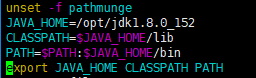 unset -f pathmunge
JAVA_HOME=/opt/jdk1.8.0_152
CLASSPATH=$JAVA_HOME/lib
PATH=$PATH:$JAVA_HOME/bin
export JAVA_HOME CLASSPATH PATH